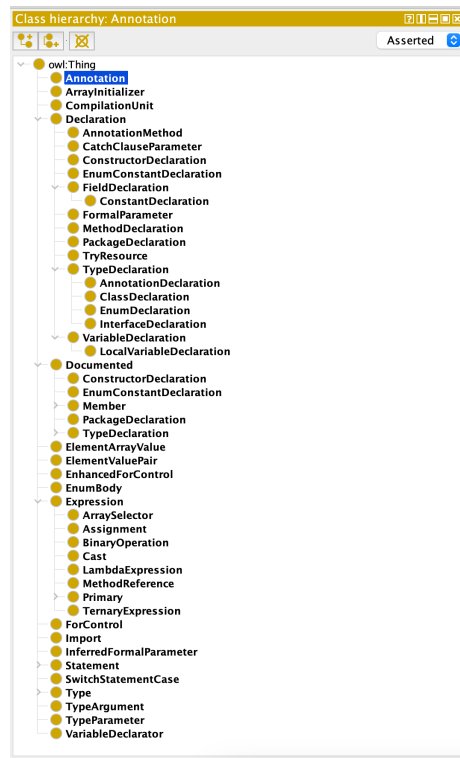 Class hierarchy: Annotation
Asserted
owl:Thing
Annotation
ArrayInitializer
CompilationUnit
Declaration
AnnotationMethod
CatchClauseParameter
ConstructorDeclaration
EnumConstantDeclaration
FieldDeclaration
ConstantDeclaration
FormalParameter
MethodDeclaration
PackageDeclaration
TryResource
TypeDeclaration
AnnotationDeclaration
ClassDeclaration
EnumDeclaration
InterfaceDeclaration
VariableDeclaration
LocalVariableDeclaration
Documented
ConstructorDeclaration
EnumConstantDeclaration
Member
PackageDeclaration
TypeDeclaration
ElementArrayValue
ElementValuePair
EnhancedForControl
EnumBody
Expression
ArraySelector
Assignment
BinaryOperation
Cast
LambdaExpression
MethodReference
Primary
TernaryExpression
ForControl
Import
InferredFormalParameter
Statement
SwitchStatementCase
Type
TypeArgument
TypeParameter
VariableDeclarator